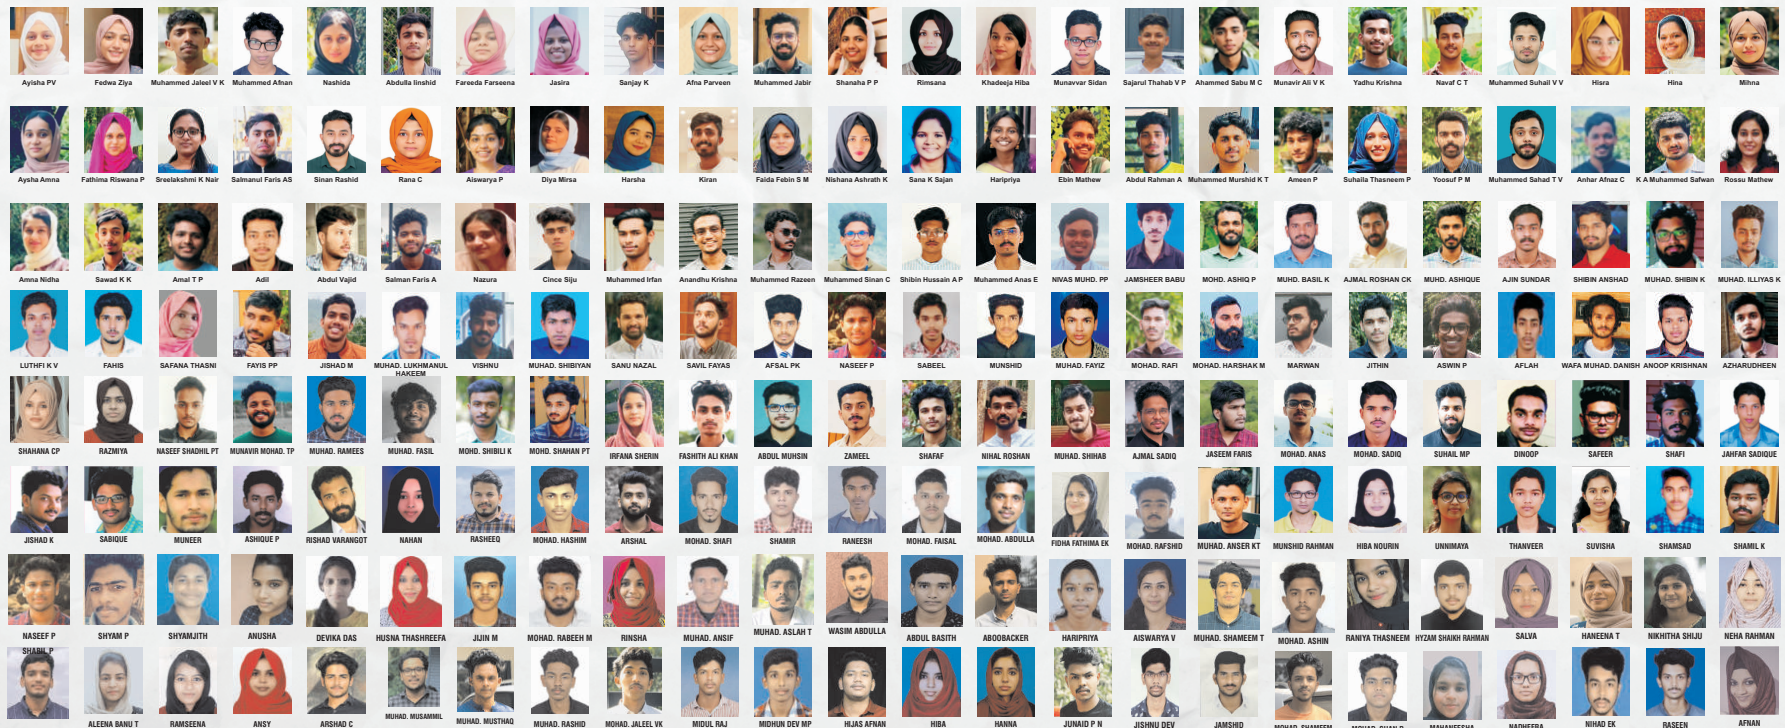 Ayisha PV Fedwa Ziya Muhammed Jaleel V K Muhammed Afnan Nashida Abdulla Iinshid Fareeda Farseena Jasira Sanjay K Afna Parveen Muhammed Jabir Shanaha P P Rimsana Khadeeja Hiba Munavvar Sidan Sajarul Thahab V P Ahammed Sabu M C Munavir Ali V K Yadhu Krishna Navaf C T Muhammed Suhail V V Hisra Hina Mihna
Aysha Amna Fathima Riswana P Sreelakshmi K Nair Salmanul Faris AS Sinan Rashid Rana C Aiswarya P Diya Mirsa Harsha Kiran Faida Febin S M Nishana Ashrath K Sana K Sajan Haripriya Ebin Mathew Abdul Rahman A Muhammed Murshid K T Ameen P Suhaila Thasneem P Yoosuf P M Muhammed Sahad T V Anhar Afnaz C K A Muhammed Safwan Rossu Mathew
Amna Nidha Sawad K K Amal T P Adil Abdul Vajid Salman Faris A Nazura Cince Siju Muhammed Irfan Anandhu Krishna Muhammed Razeen Muhammed Sinan C Shibin Hussain A P Muhammed Anas E NIVAS MUHD. PP JAMSHEER BABU MOHD. ASHIQ P MUHD. BASIL K AJMAL ROSHAN CK MUHD. ASHIQUE AJIN SUNDAR SHIBIN ANSHAD MUHAD. SHIBIN K MUHAD. ILLIYAS K
LUTHFI K V FAHIS SAFANA THASNI FAYIS PP JISHAD M MUHAD. LUKHMANUL HAKEEM VISHNU MUHAD. SHIBIYAN SANU NAZAL SAVIL FAYAS AFSAL PK NASEEF P SABEEL MUNSHID MUHAD. FAYIZ MOHAD. RAFI MOHAD. HARSHAK M MARWAN JITHIN ASWIN P AFLAH WAFA MUHAD. DANISH ANOOP KRISHNAN AZHARUDHEEN
SHAHANA CP RAZMIYA NASEEF SHADHIL PT MUNAVIR MOHAD. TP MUHAD. RAMEES MUHAD. FASIL MOHD. SHIBILI K MOHD. SHAHAN PT IRFANA SHERIN FASHITH ALI KHAN ABDUL MUHSIN ZAMEEL SHAFAF NIHAL ROSHAN MUHAD. SHIHAB AJMAL SADIQ JASEEM FARIS MOHAD. ANAS MOHAD. SADIQ SUHAIL MP DINOOP SAFEER SHAFI JAHFAR SADIQUE
JISHAD K SABIQUE MUNEER ASHIQUE P RISHAD VARANGOT NAHAN RASHEEQ MOHAD. HASHIM ARSHAL MOHAD. SHAFI SHAMIR RANEESH MOHAD. FAISAL MOHAD. ABDULLA FIDHA FATHIMA EK MOHAD. RAFSHID MUHAD. ANSER KT MUNSHID RAHMAN HIBA NOURIN UNNIMAYA THANVEER SUVISHA SHAMSAD SHAMIL K
NASEEF P SHYAM P SHYAMJITH ANUSHA DEVIKA DAS HUSNA THASHREEFA JIJIN M MOHAD. RABEEH M RINSHA MUHAD. ANSIF MUHAD. ASLAH T WASIM ABDULLA ABDUL BASITH ABOOBACKER HARIPRIYA AISWARYA V MUHAD. SHAMEEM T MOHAD. ASHIN RANIYA THASNEEM HYZAM SHAIKH RAHMAN SALVA HANEENA T NIKHITHA SHIJU NEHA RAHMAN
SHABIL P ALEENA BANU T RAMSEENA ANSY ARSHAD C MUHAD. MUSAMMIL MUHAD. MUSTHAQ MUHAD. RASHID MOHAD. JALEEL VK MIDUL RAJ MIDHUN DEV MP HIJAS AFNAN HIBA HANNA JUNAID P N JISHNU DEV JAMSHID MOHAD. SHAMEEM NADHEERA NIHAD EK RASEEN AFNAN